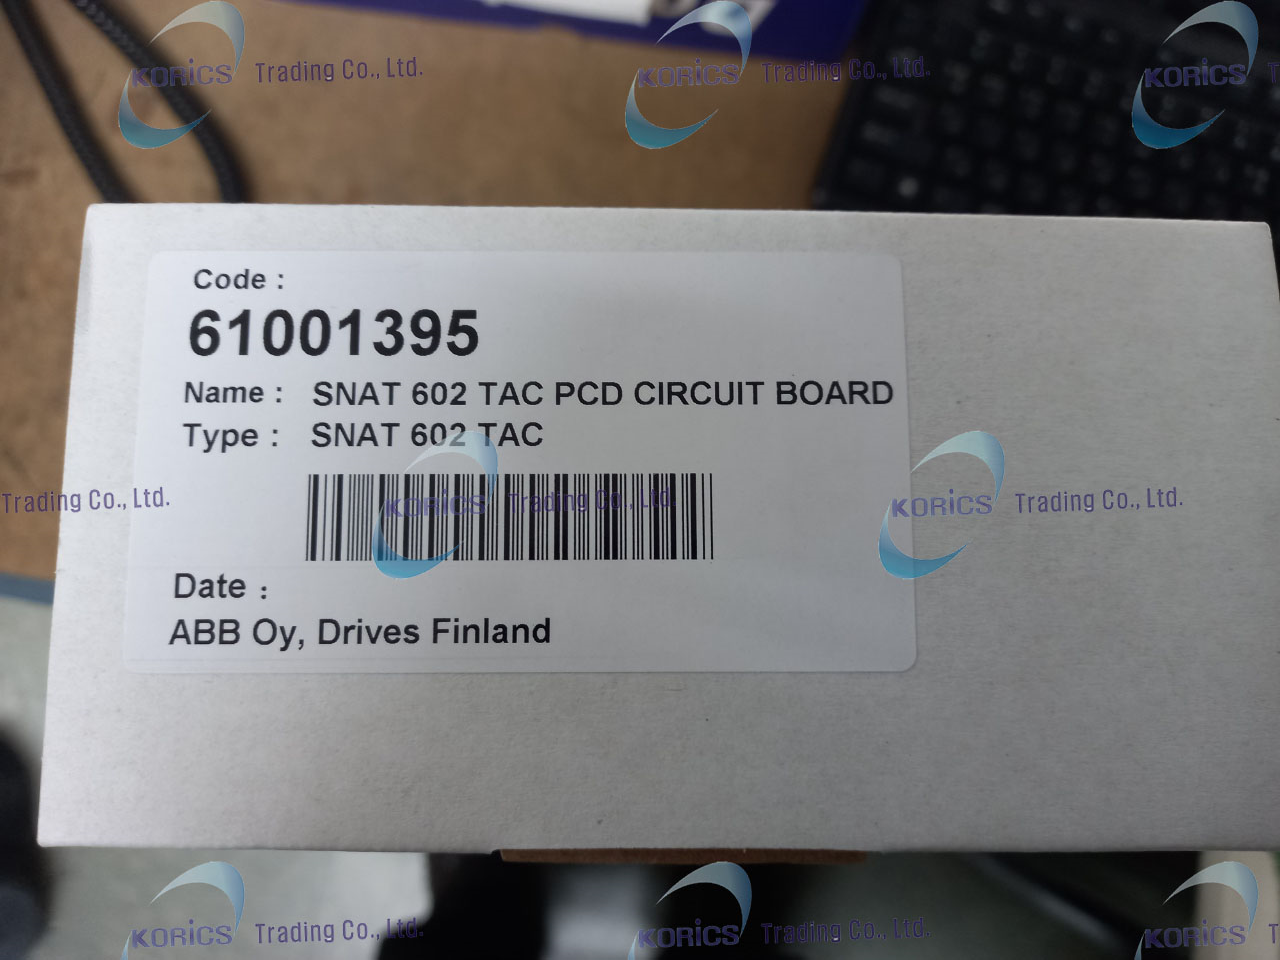 KORICS Trading Co., Ltd.
KORICS Trading Co., Ltd.
KORICS
Code :
61001395
Name : SNAT 602 TAC PCD CIRCUIT BOARD
Type : SNAT 602 TAC
Trading Co., Ltd.
KORICS Trading Co., Ltd.
KORICS Trading Co., Ltd.
Date :
ABB Oy, Drives Finland
KORICS Trading Co., Ltd.
KORICS Trading Co., Ltd.
KORICS